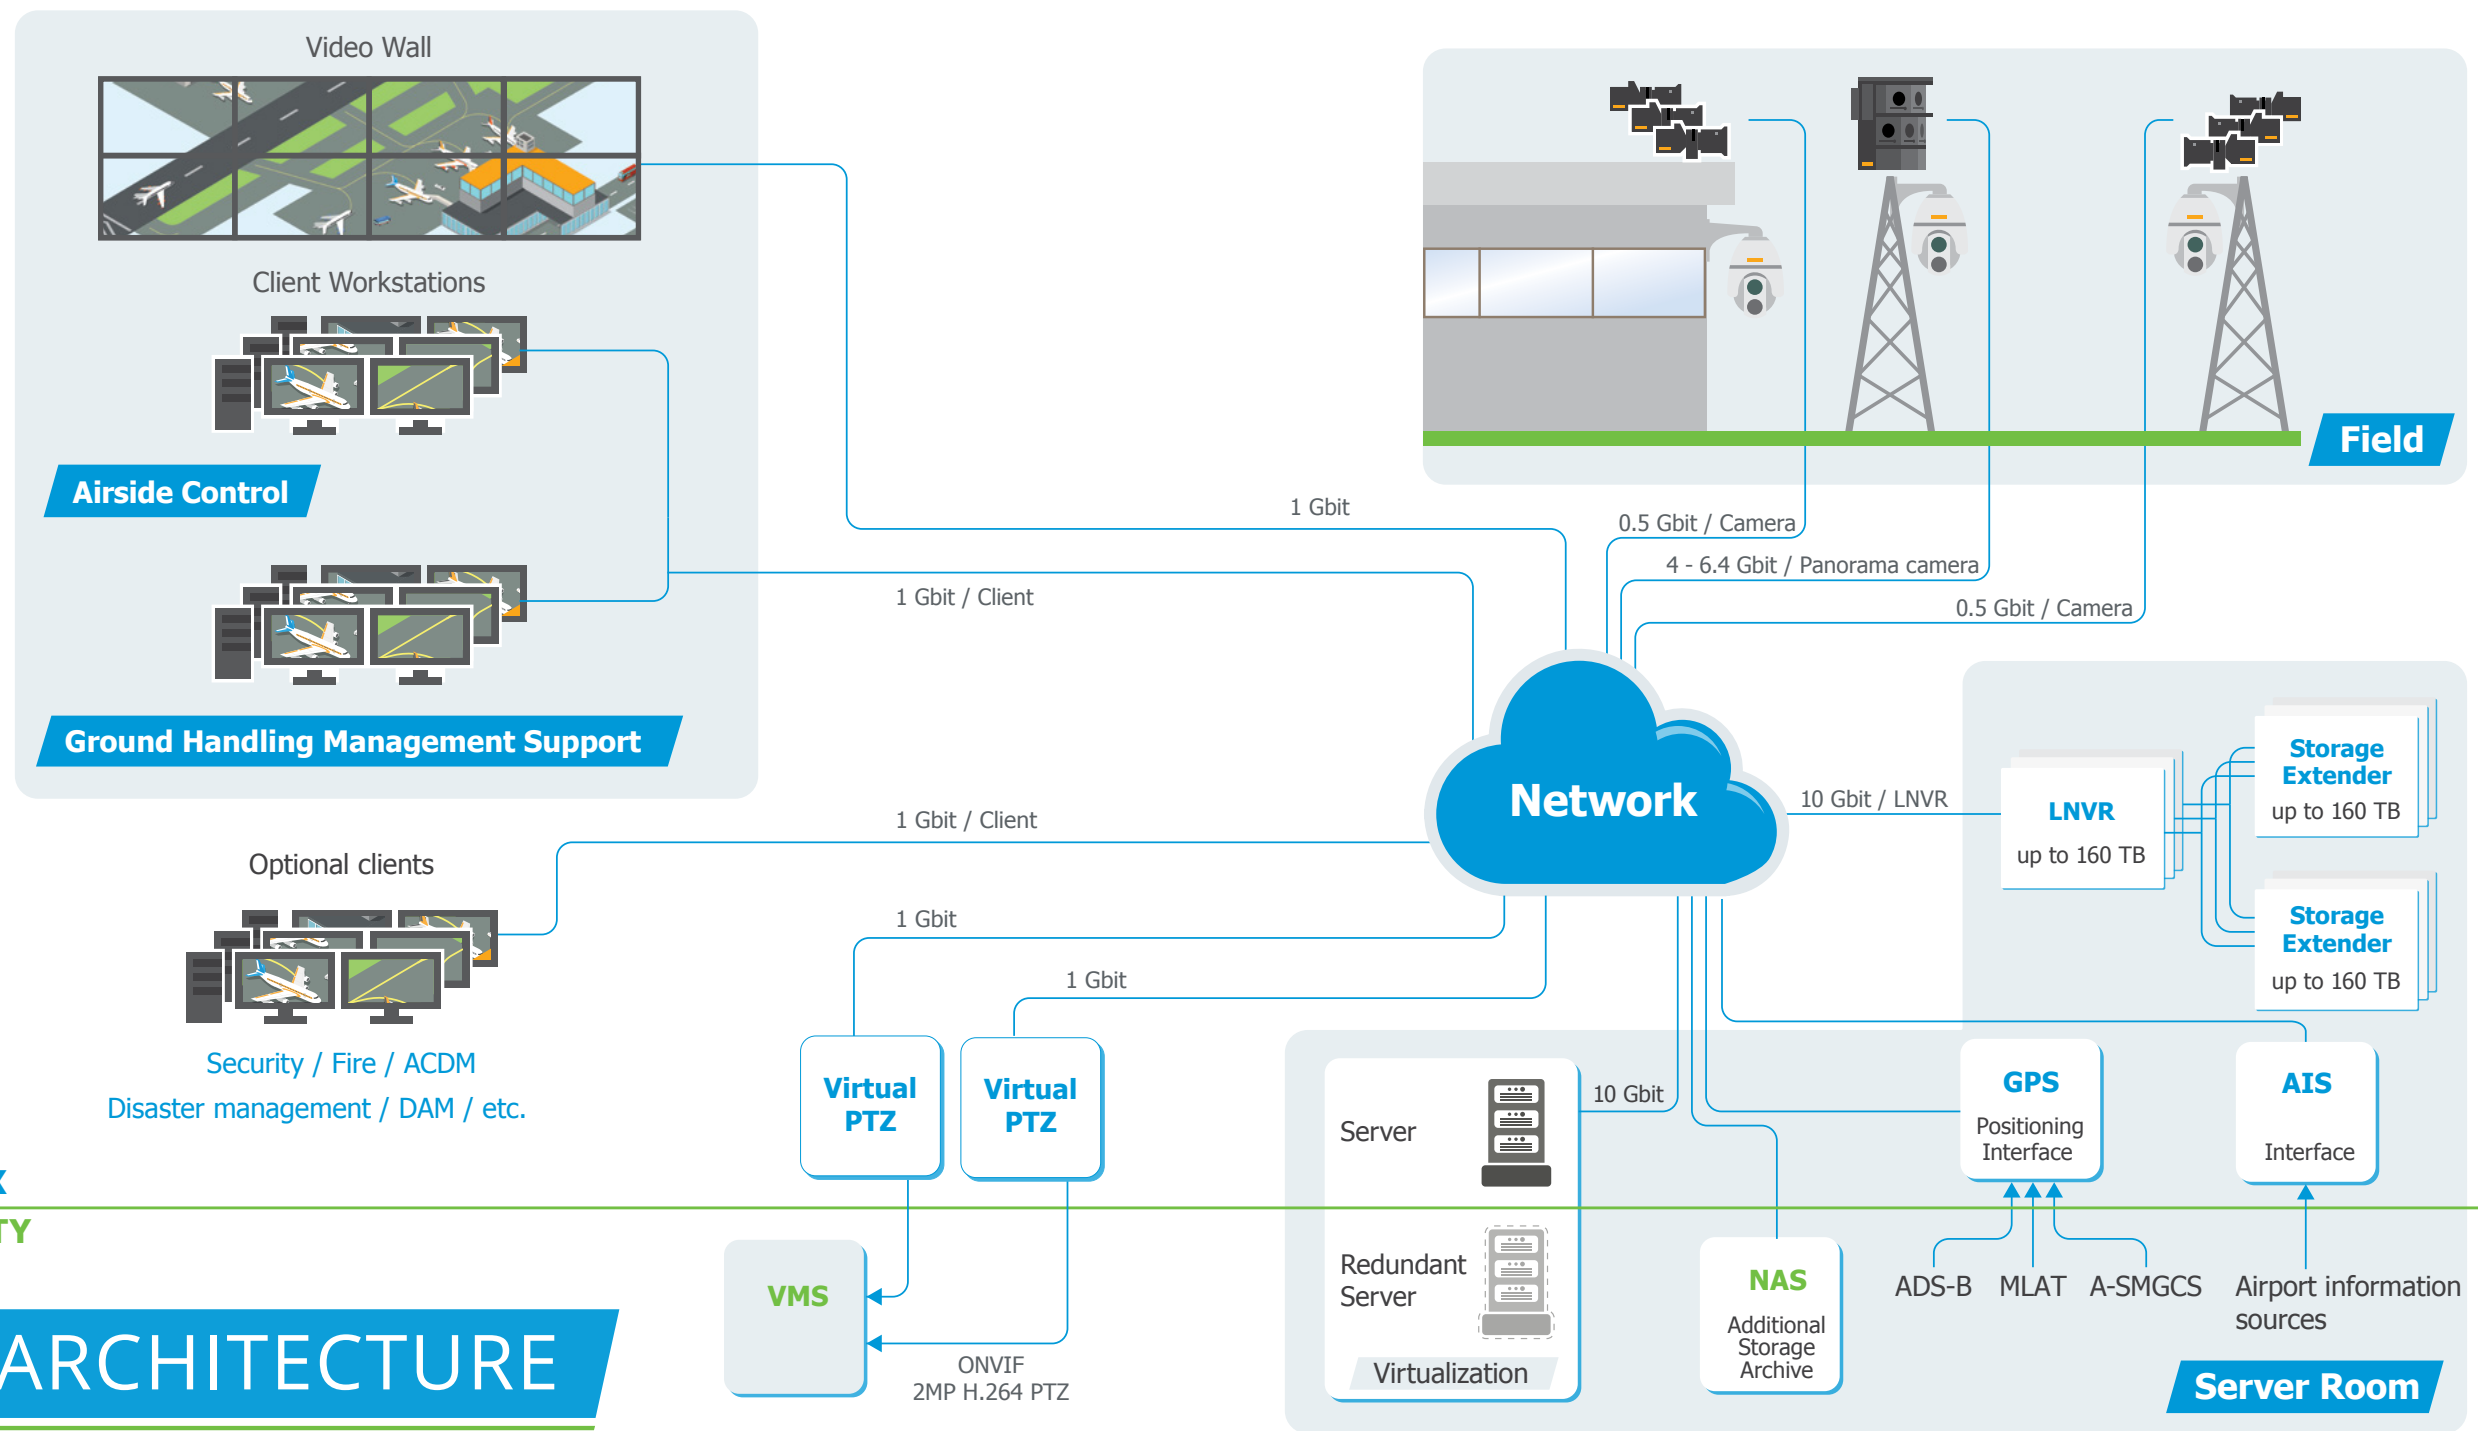 Video Wall
Client Workstations
Airside Control
Ground Handling Management Support
Field
1 Gbit
0.5 Gbit / Camera
4 - 6.4 Gbit / Panorama camera
0.5 Gbit / Camera
1 Gbit / Client
Network
10 Gbit / LNVR
LNVR
up to 160 TB
Storage
Extender
up to 160 TB
Storage
Extender
up to 160 TB
1 Gbit / Client
Optional clients
Security / Fire / ACDM
Disaster management / DAM / etc.
1 Gbit
1 Gbit
Virtual
PTZ
Virtual
PTZ
10 Gbit
Server
Redundant
Server
Virtualization
GPS
Positioning
Interface
AIS
Interface
X
TY
VMS
ONVIF
2MP H.264 PTZ
NAS
Additional
Storage
Archive
ADS-B
MLAT
A-SMGCS
Airport information
sources
ARCHITECTURE
Server Room